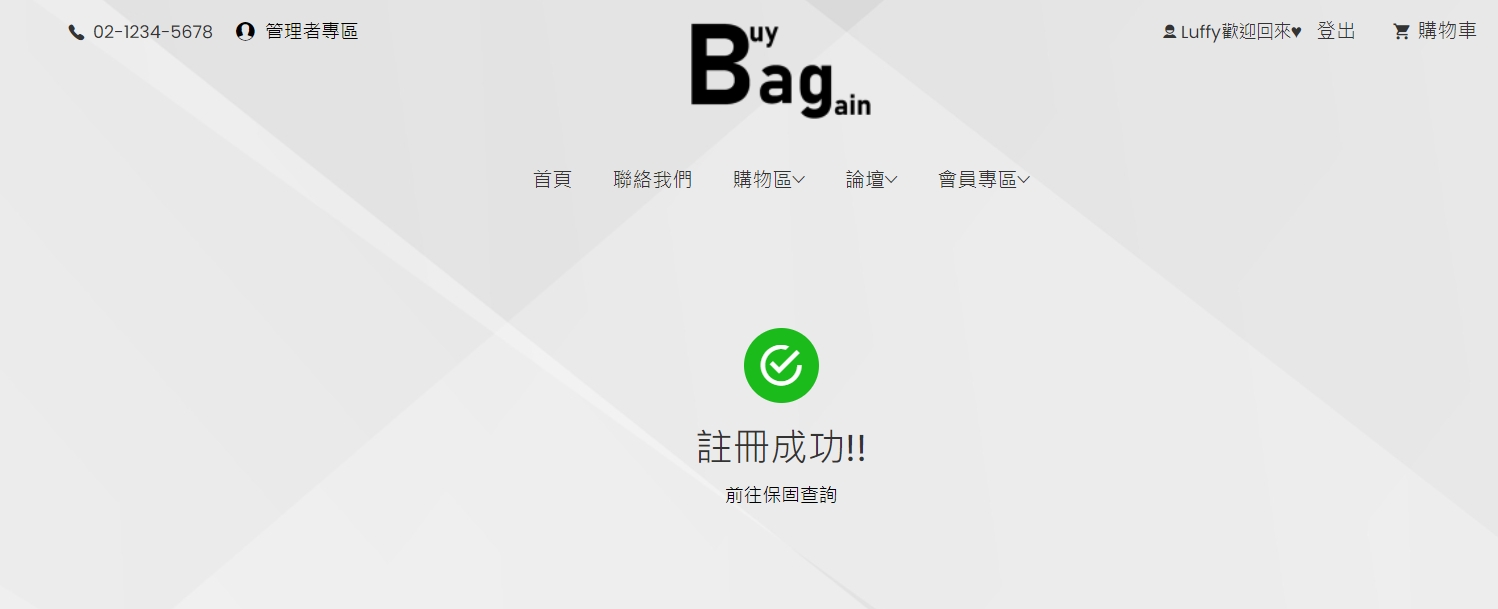 02-1234-5678 管理者專區
Buy
Bagain
Luffy歡迎回來♥ 登出 購物車
首頁 聯絡我們 購物區 論壇 會員專區
註冊成功!!
前往保固查詢